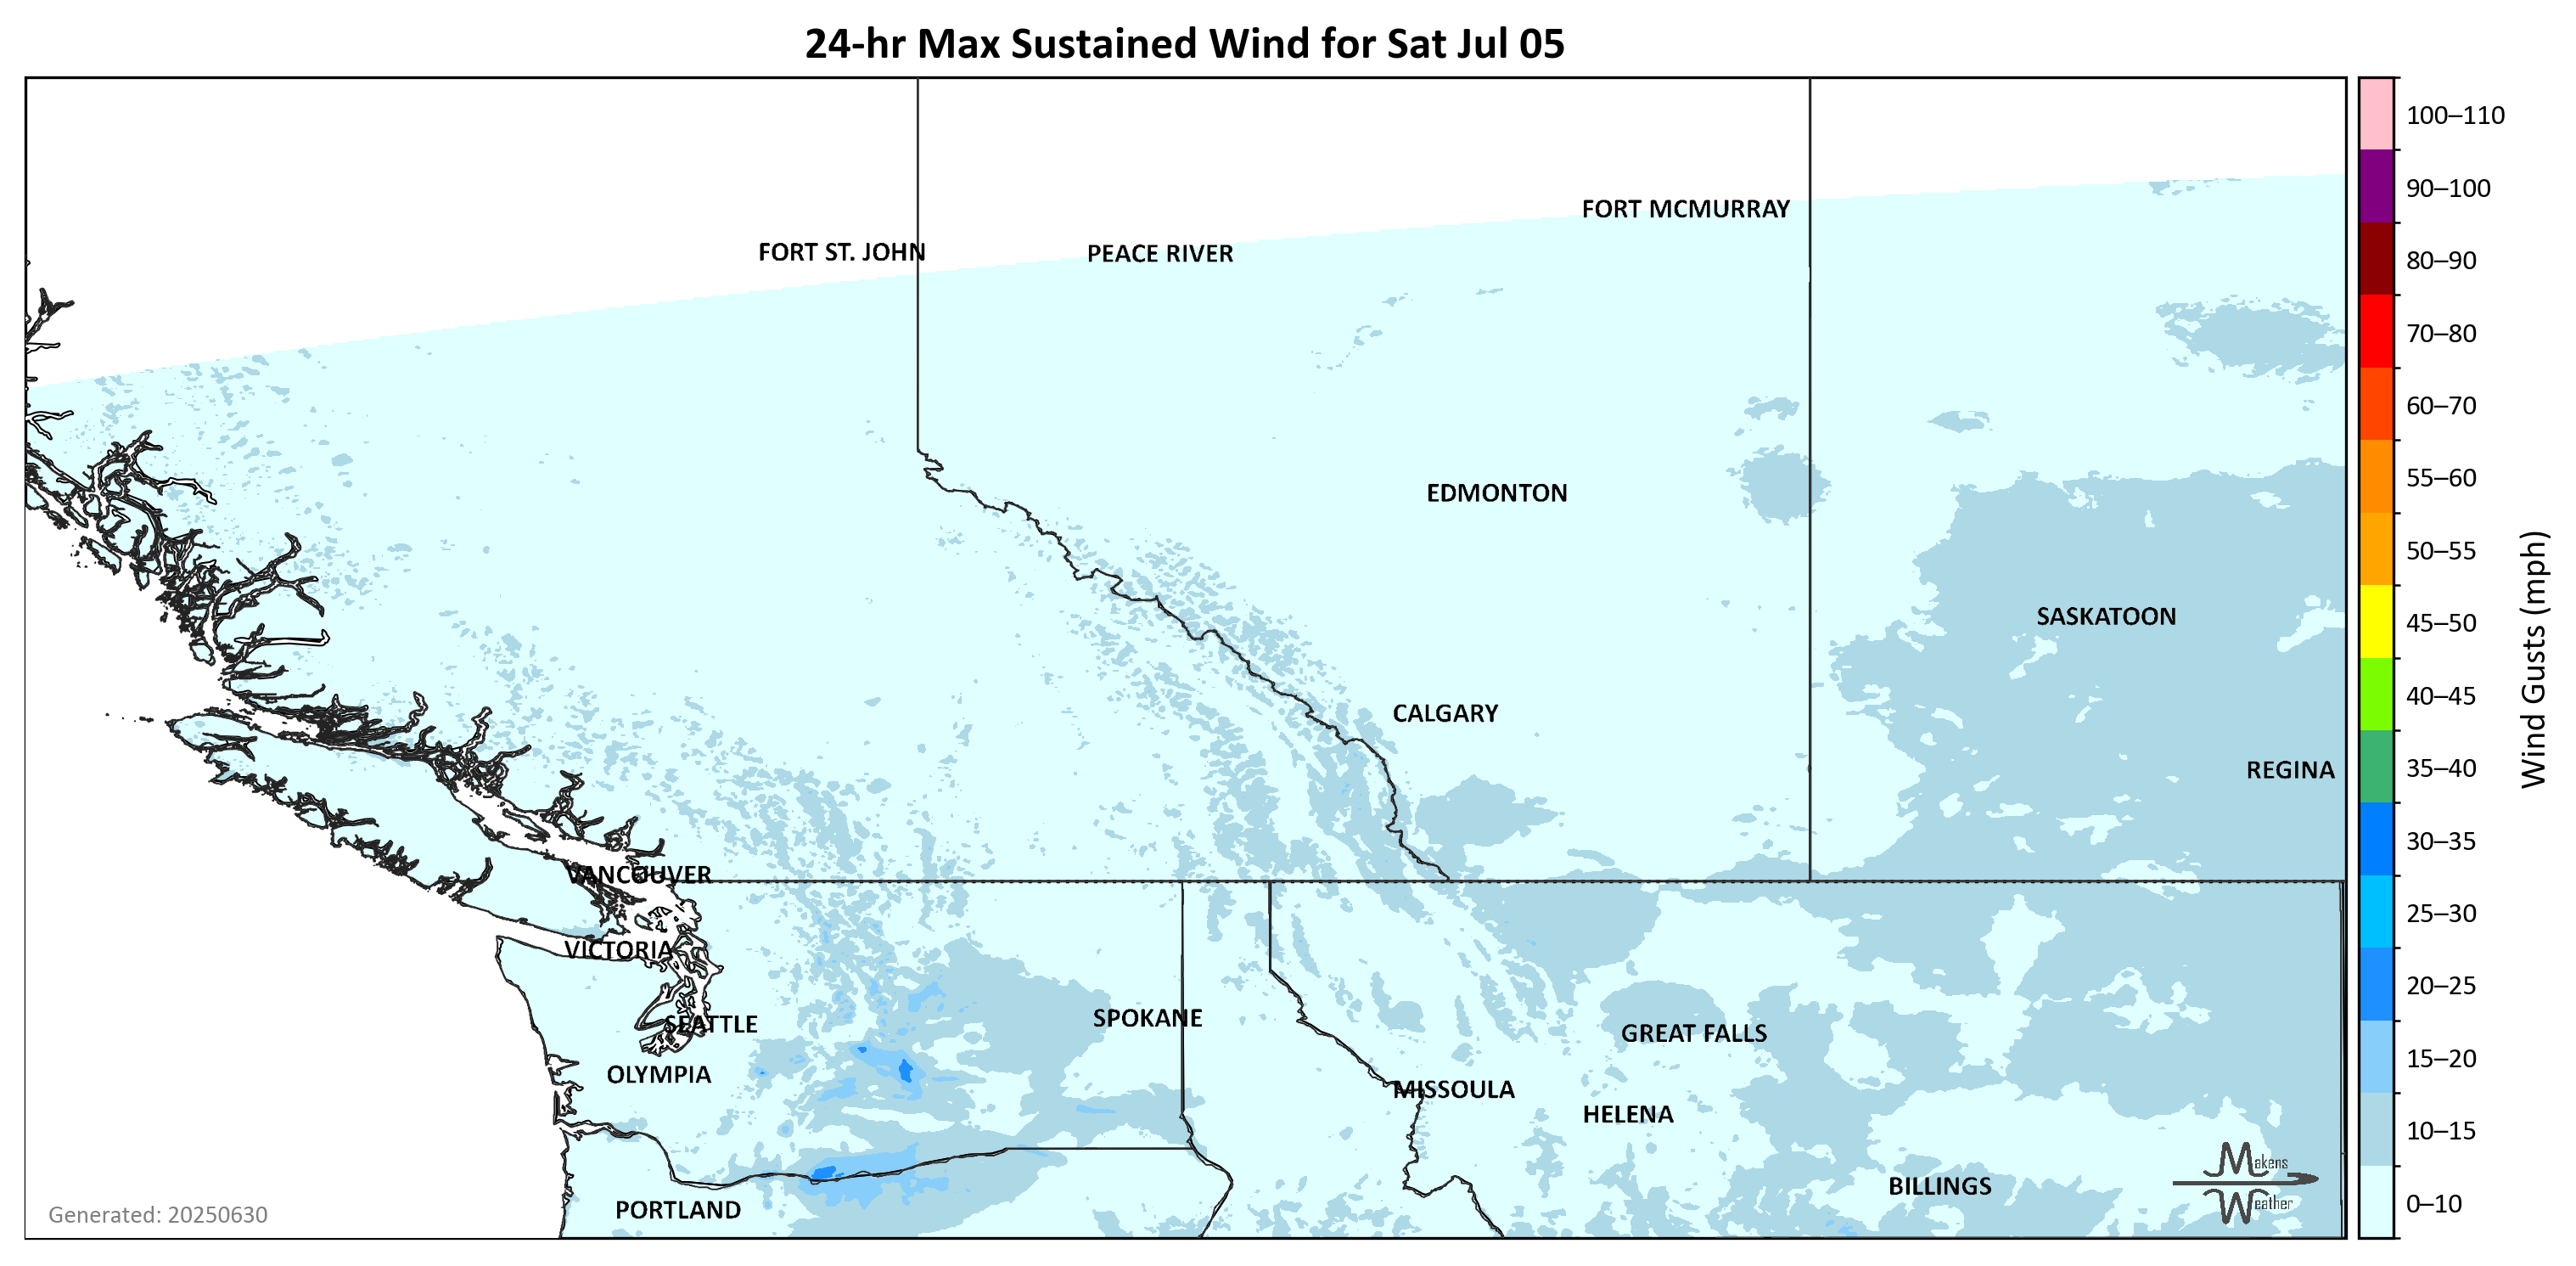 24-hr Max Sustained Wind for Sat Jul 05
FORT MCMURRAY
FORT ST. JOHN
PEACE RIVER
EDMONTON
SASKATOON
CALGARY
REGINA
VANCOUVER
VICTORIA
SPOKANE
SEATTLE
GREAT FALLS
OLYMPIA
MISSOULA
HELENA
BILLINGS
PORTLAND
Makens
Weather
Generated: 20250630
100–110
90–100
80–90
70–80
60–70
55–60
50–55
45–50
40–45
35–40
30–35
25–30
20–25
15–20
10–15
0–10
Wind Gusts (mph)